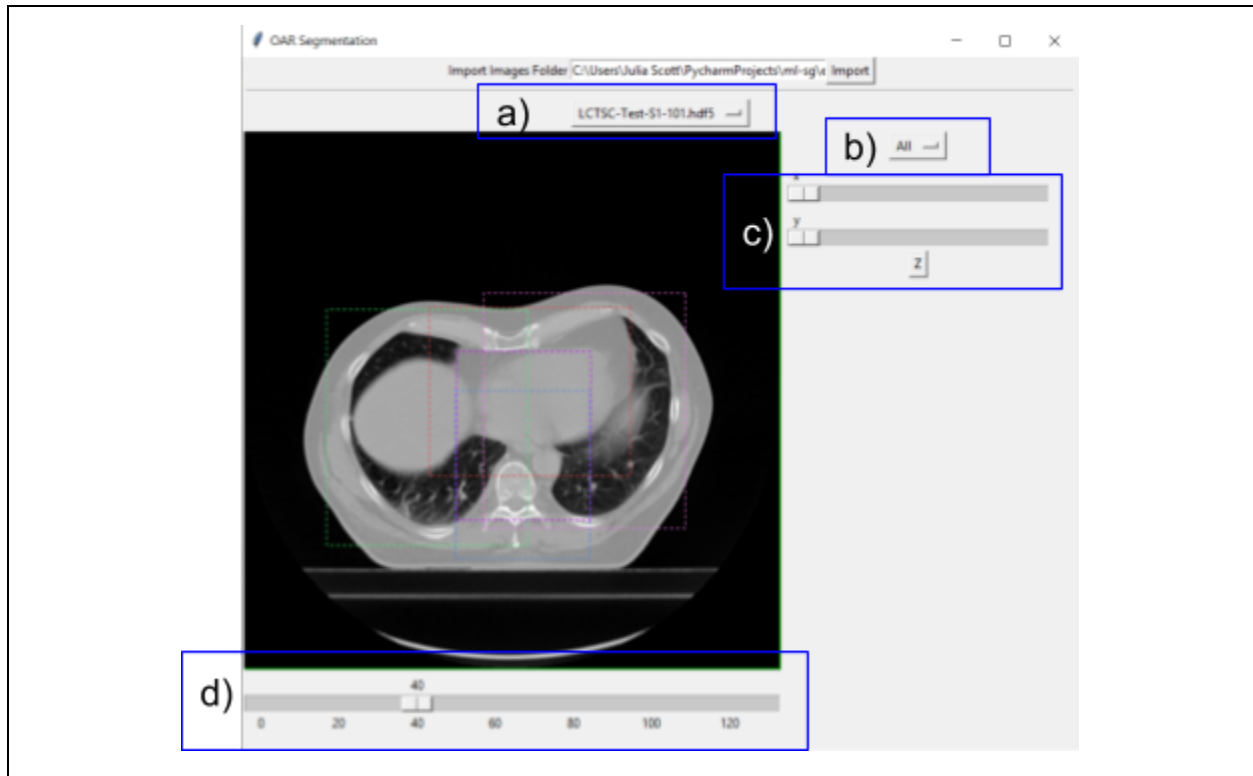 OAR Segmentation
Import Images Folder C:\Users\Julia Scott\PycharmProjects\ml-sg\e Import
a) LCTSC-Test-S1-101.hdf5
b) All
x
c)
y
Z
d)
40
0 20 40 60 80 100 120